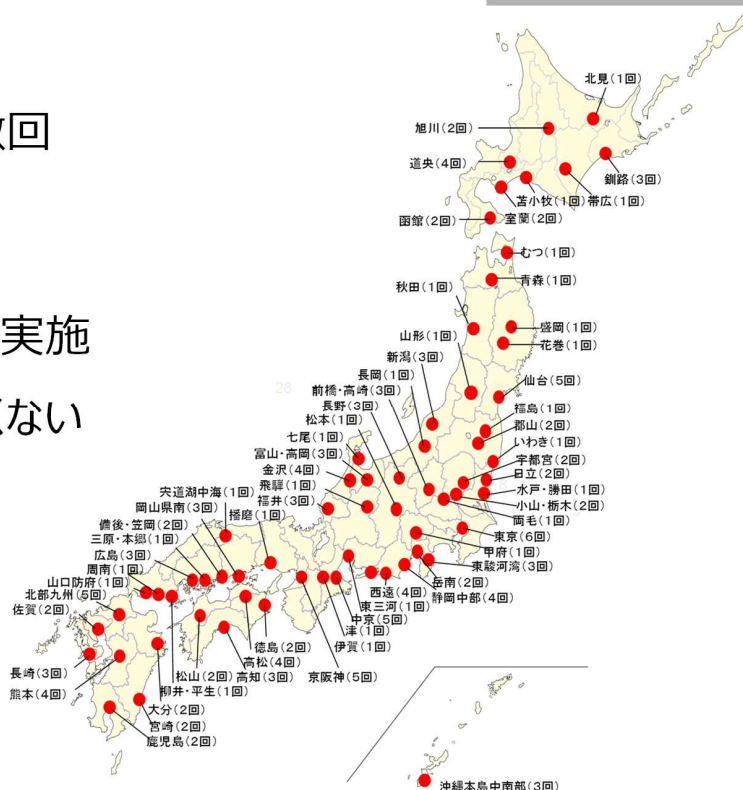 数回
実施
くない
28
北見(1回)
旭川(2回)
道央(4回)
釧路(3回)
苫小牧(1回)
帯広(1回)
函館(2回)
室蘭(2回)
むつ(1回)
青森(1回)
秋田(1回)
盛岡(1回)
花巻(1回)
山形(1回)
新潟(3回)
長岡(1回)
仙台(5回)
前橋・高崎(3回)
長野(3回)
福島(1回)
松本(1回)
郡山(2回)
七尾(1回)
いわき(1回)
富山・高岡(3回)
宇都宮(2回)
金沢(4回)
日立(2回)
飛騨(1回)
水戸・勝田(1回)
宍道湖中海(1回)
福井(3回)
小山・栃木(2回)
岡山県南(3回)
播磨(1回)
両毛(1回)
備後・笠岡(2回)
東京(6回)
三原・本郷(1回)
甲府(1回)
広島(3回)
東駿河湾(3回)
周南(1回)
岳南(2回)
山口防府(1回)
西遠(4回)
静岡中部(4回)
北部九州(5回)
東三河(1回)
佐賀(2回)
中京(5回)
津(1回)
伊賀(1回)
徳島(2回)
高松(4回)
長崎(3回)
松山(2回)
高知(3回)
京阪神(5回)
熊本(4回)
柳井・平生(1回)
大分(2回)
宮崎(2回)
鹿児島(2回)
沖縄本島中南部(3回)